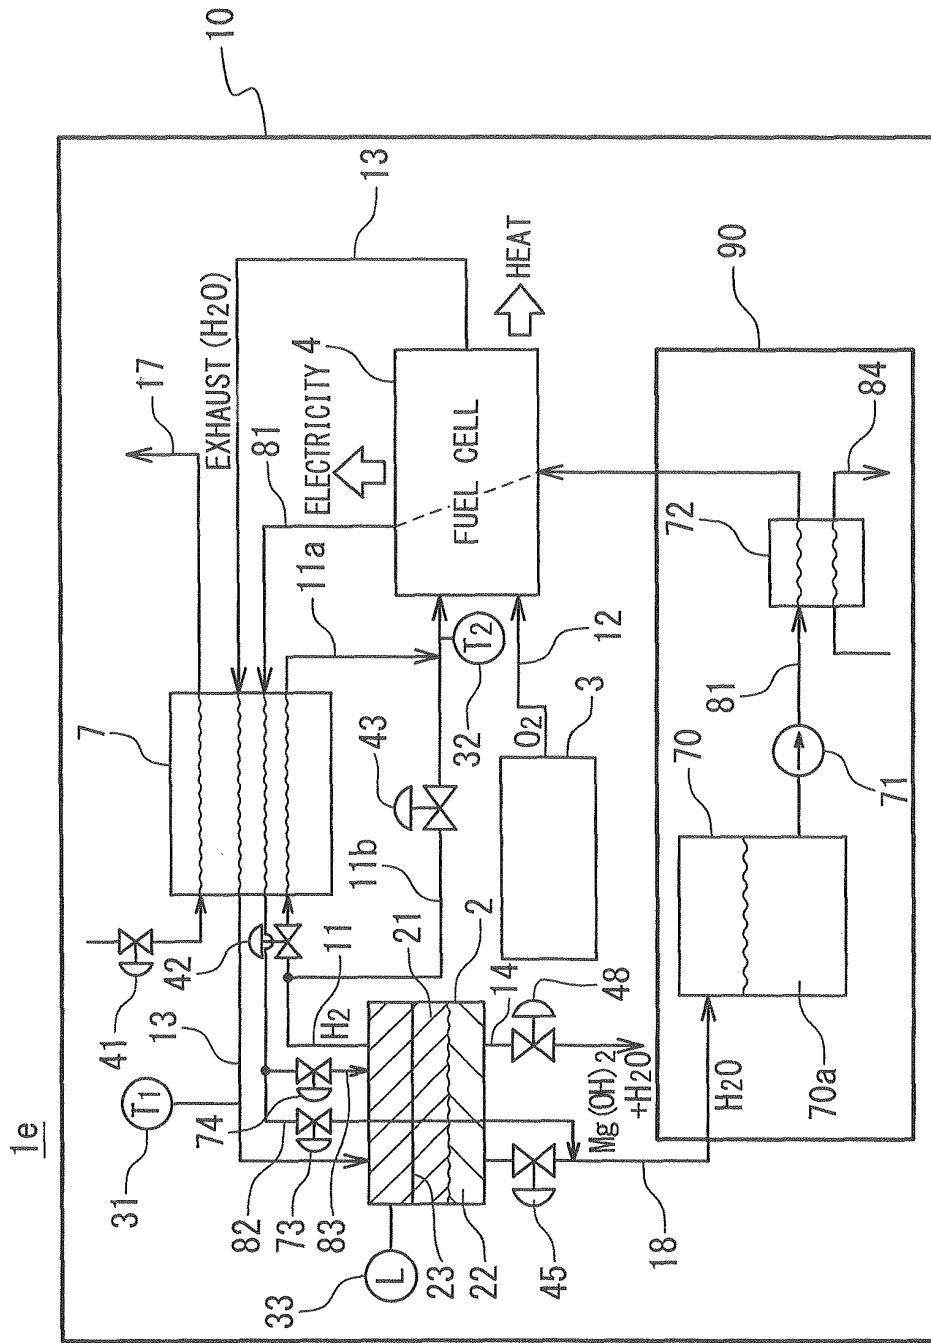 1e
10
13
EXHAUST (H2O)
17
HEAT
ELECTRICITY
4
81
FUEL CELL
90
84
72
11a
7
T2
32
12
O2
3
43
11b
81
71
70
70a
42
41
13
11
H2
21
2
14
48
Mg(OH)2
+H2O
H2O
T1
31
74
82
73
83
L
33
23
22
45
18